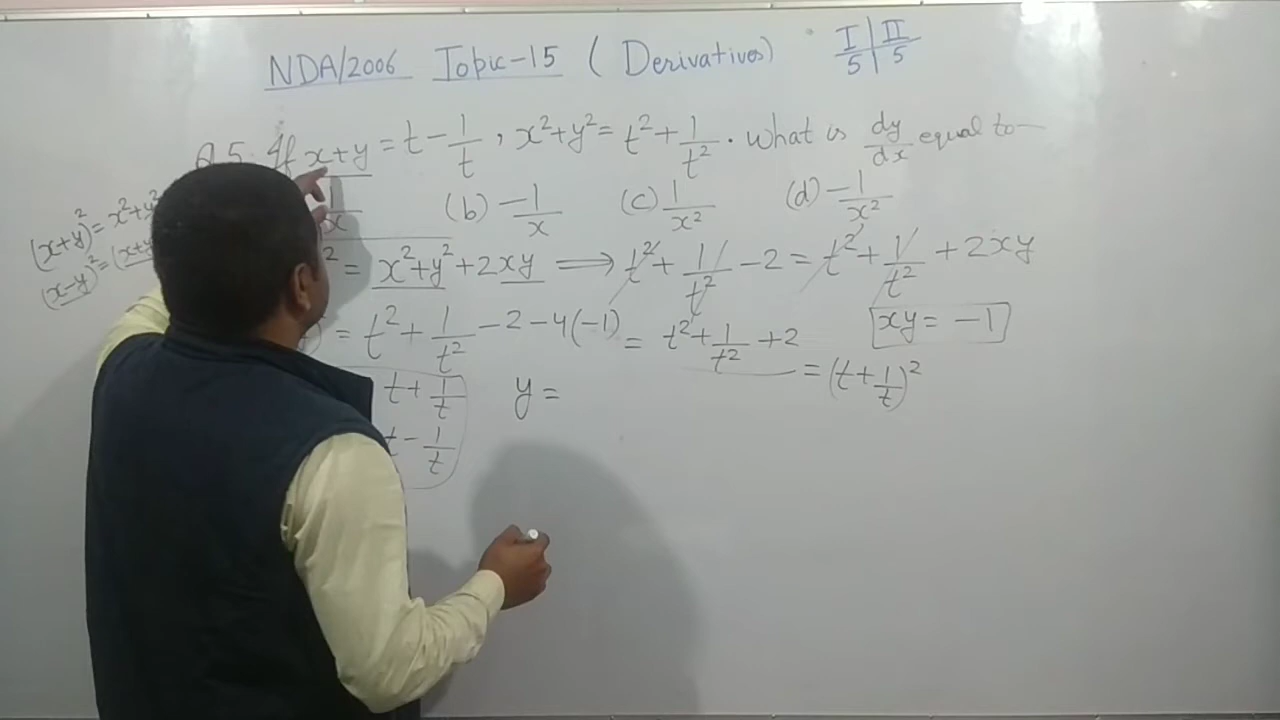 NDA/2006 Topic-15 (Derivatives) I/5 | II/5
Q.5. If x+y = t - 1/t, x²+y² = t² + 1/t². What is dy/dx equal to—
1/x (b) -1/x (c) 1/x² (d) -1/x²
(x+y)² = x²+y²
(x-y)² = (x+y
² = x²+y²+2xy ⟹ t² + 1/t² - 2 = t² + 1/t² + 2xy
xy = -1
= t² + 1/t² - 2 - 4(-1) = t² + 1/t² + 2
= (t + 1/t)²
t + 1/t y =
t - 1/t